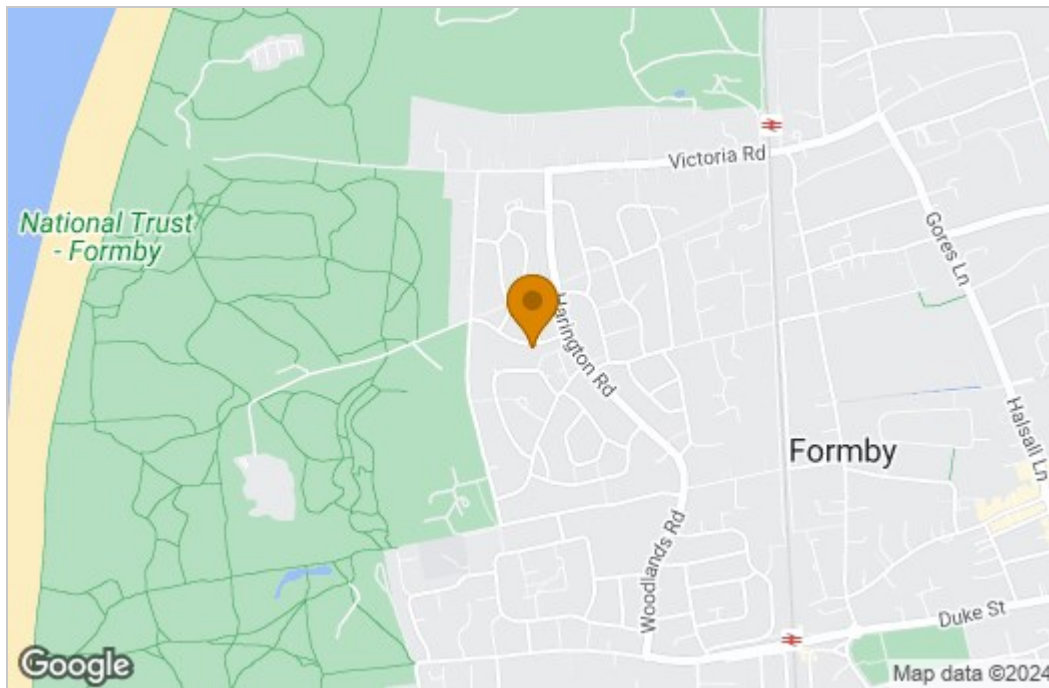 Victoria Rd
National Trust
- Formby
Gores Ln
Harington Rd
Halsall Ln
Formby
Woodlands Rd
Duke St
Google
Map data ©2024